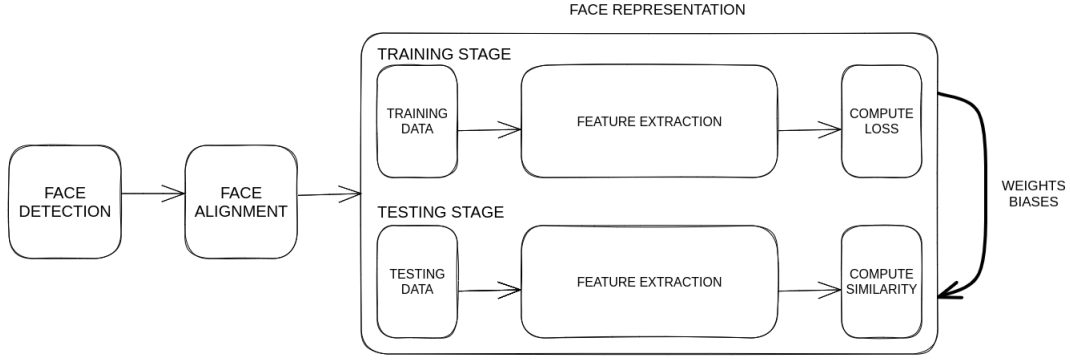 FACE REPRESENTATION
TRAINING STAGE
TRAINING
DATA
FEATURE EXTRACTION
COMPUTE
LOSS
FACE
DETECTION
FACE
ALIGNMENT
WEIGHTS
BIASES
TESTING STAGE
TESTING
DATA
FEATURE EXTRACTION
COMPUTE
SIMILARITY